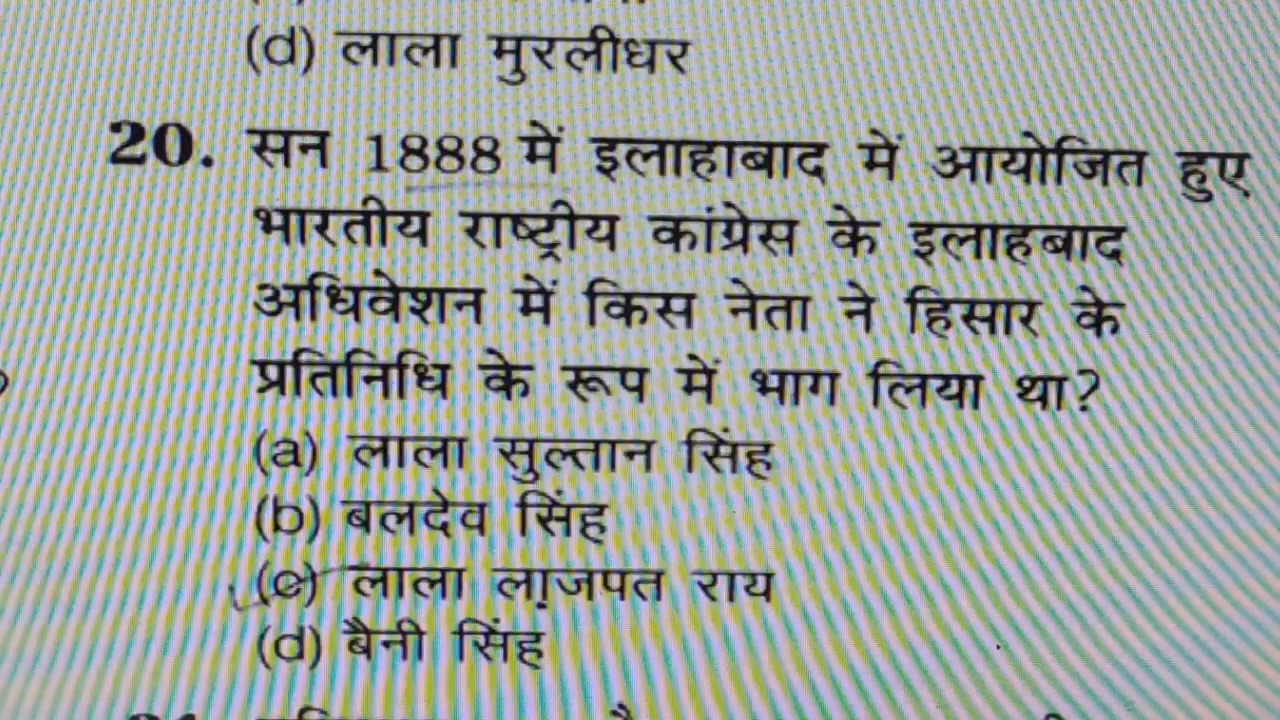 (d) लाला मुरलीधर
20. सन 1888 में इलाहाबाद में आयोजित हुए
भारतीय राष्ट्रीय कांग्रेस के इलाहबाद
अधिवेशन में किस नेता ने हिसार के
प्रतिनिधि के रूप में भाग लिया था?
(a) लाला सुल्तान सिंह
(b) बलदेव सिंह
(c) लाला लाजपत राय
(d) बैनी सिंह